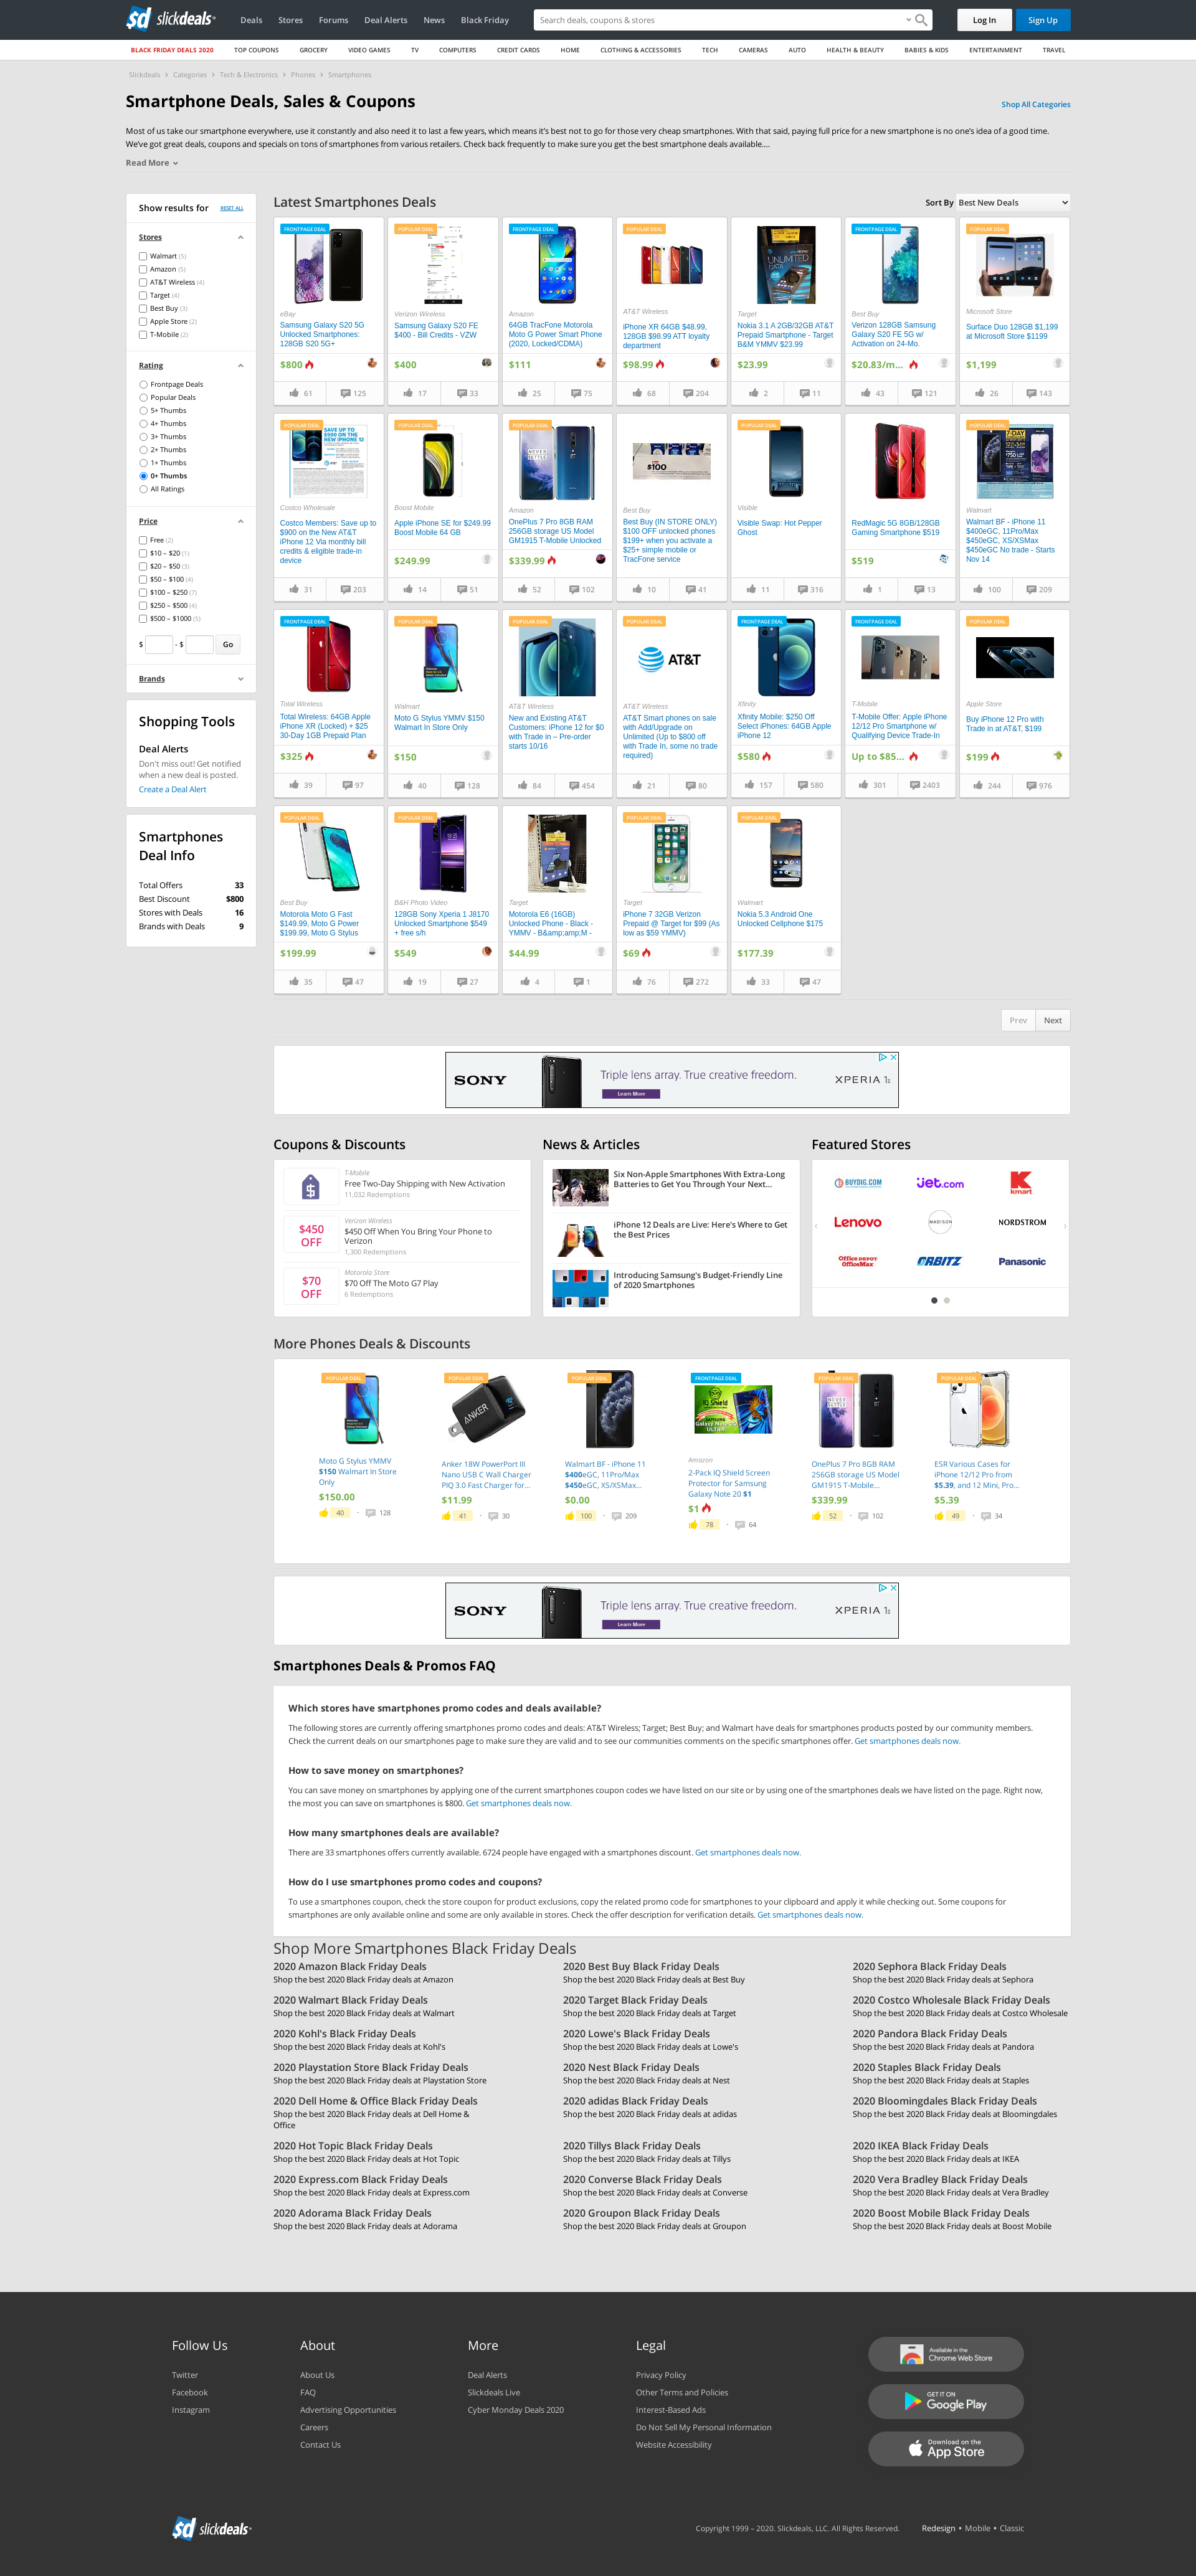 slickdeals
Deals
Stores
Forums
Deal Alerts
News
Black Friday
Search deals, coupons & stores
Log In
Sign Up
BLACK FRIDAY DEALS 2020
TOP COUPONS
GROCERY
VIDEO GAMES
TV
COMPUTERS
CREDIT CARDS
HOME
CLOTHING & ACCESSORIES
TECH
CAMERAS
AUTO
HEALTH & BEAUTY
BABIES & KIDS
ENTERTAINMENT
TRAVEL
Slickdeals > Categories > Tech & Electronics > Phones > Smartphones
Smartphone Deals, Sales & Coupons
Shop All Categories
Most of us take our smartphone everywhere, use it constantly and also need it to last a few years, which means it's best not to go for those very cheap smartphones. With that said, paying full price for a new smartphone is no one's idea of a good time.
We've got great deals, coupons and specials on tons of smartphones from various retailers. Check back frequently to make sure you get the best smartphone deals available....
Read More
Show results for
RESET ALL
Stores
Walmart (5)
Amazon (5)
AT&T Wireless (4)
Target (4)
Best Buy (3)
Apple Store (2)
T-Mobile (2)
Rating
Frontpage Deals
Popular Deals
5+ Thumbs
4+ Thumbs
3+ Thumbs
2+ Thumbs
1+ Thumbs
0+ Thumbs
All Ratings
Price
Free (2)
$10 – $20 (1)
$20 – $50 (3)
$50 – $100 (4)
$100 – $250 (7)
$250 – $500 (4)
$500 – $1000 (5)
$ - $ Go
Brands
Shopping Tools
Deal Alerts
Don't miss out! Get notified
when a new deal is posted.
Create a Deal Alert
Smartphones
Deal Info
Total Offers 33
Best Discount $800
Stores with Deals 16
Brands with Deals 9
Latest Smartphones Deals
Sort By Best New Deals
FRONTPAGE DEAL
eBay
Samsung Galaxy S20 5G
Unlocked Smartphones:
128GB S20 5G+
$800
61 125
POPULAR DEAL
Verizon Wireless
Samsung Galaxy S20 FE
$400 - Bill Credits - VZW
$400
17 33
FRONTPAGE DEAL
Amazon
64GB TracFone Motorola
Moto G Power Smart Phone
(2020, Locked/CDMA)
$111
25 75
POPULAR DEAL
AT&T Wireless
iPhone XR 64GB $48.99,
128GB $98.99 ATT loyalty
department
$98.99
68 204
UNLIMITED
DATA
Target
Nokia 3.1 A 2GB/32GB AT&T
Prepaid Smartphone - Target
B&M YMMV $23.99
$23.99
2 11
FRONTPAGE DEAL
Best Buy
Verizon 128GB Samsung
Galaxy S20 FE 5G w/
Activation on 24-Mo.
$20.83/m...
43 121
POPULAR DEAL
Microsoft Store
Surface Duo 128GB $1,199
at Microsoft Store $1199
$1,199
26 143
POPULAR DEAL
SAVE UP TO
$900 ON THE
NEW IPHONE 12
Costco Wholesale
Costco Members: Save up to
$900 on the New AT&T
iPhone 12 Via monthly bill
credits & eligible trade-in
device
31 203
POPULAR DEAL
Boost Mobile
Apple iPhone SE for $249.99
Boost Mobile 64 GB
$249.99
14 51
POPULAR DEAL
Amazon
OnePlus 7 Pro 8GB RAM
256GB storage US Model
GM1915 T-Mobile Unlocked
$339.99
52 102
$100
Best Buy
Best Buy (IN STORE ONLY)
$100 OFF unlocked phones
$199+ when you activate a
$25+ simple mobile or
TracFone service
10 41
POPULAR DEAL
Visible
Visible Swap: Hot Pepper
Ghost
11 316
RedMagic 5G 8GB/128GB
Gaming Smartphone $519
$519
1 13
POPULAR DEAL
Walmart
Walmart BF - iPhone 11
$400eGC, 11Pro/Max
$450eGC, XS/XSMax
$450eGC No trade - Starts
Nov 14
100 209
FRONTPAGE DEAL
Total Wireless
Total Wireless: 64GB Apple
iPhone XR (Locked) + $25
30-Day 1GB Prepaid Plan
$325
39 97
POPULAR DEAL
Walmart
Moto G Stylus YMMV $150
Walmart In Store Only
$150
40 128
POPULAR DEAL
AT&T Wireless
New and Existing AT&T
Customers: iPhone 12 for $0
with Trade in – Pre-order
starts 10/16
84 454
POPULAR DEAL
AT&T
AT&T Wireless
AT&T Smart phones on sale
with Add/Upgrade on
Unlimited (Up to $800 off
with Trade In, some no trade
required)
21 80
FRONTPAGE DEAL
Xfinity
Xfinity Mobile: $250 Off
Select iPhones: 64GB Apple
iPhone 12
$580
157 580
FRONTPAGE DEAL
T-Mobile
T-Mobile Offer: Apple iPhone
12/12 Pro Smartphone w/
Qualifying Device Trade-In
Up to $85...
301 2403
POPULAR DEAL
Apple Store
Buy iPhone 12 Pro with
Trade in at AT&T, $199
$199
244 976
POPULAR DEAL
Best Buy
Motorola Moto G Fast
$149.99, Moto G Power
$199.99, Moto G Stylus
$199.99
35 47
POPULAR DEAL
B&H Photo Video
128GB Sony Xperia 1 J8170
Unlocked Smartphone $549
+ free s/h
$549
19 27
Target
Motorola E6 (16GB)
Unlocked Phone - Black -
YMMV - B&amp;amp;M -
$44.99
4 1
POPULAR DEAL
Target
iPhone 7 32GB Verizon
Prepaid @ Target for $99 (As
low as $59 YMMV)
$69
76 272
POPULAR DEAL
Walmart
Nokia 5.3 Android One
Unlocked Cellphone $175
$177.39
33 47
Prev Next
SONY
Triple lens array. True creative freedom.
Learn More
XPERIA 1II
Coupons & Discounts
T-Mobile
Free Two-Day Shipping with New Activation
11,032 Redemptions
$450
OFF
Verizon Wireless
$450 Off When You Bring Your Phone to
Verizon
1,300 Redemptions
$70
OFF
Motorola Store
$70 Off The Moto G7 Play
6 Redemptions
News & Articles
Six Non-Apple Smartphones With Extra-Long
Batteries to Get You Through Your Next...
iPhone 12 Deals are Live: Here's Where to Get
the Best Prices
Introducing Samsung's Budget-Friendly Line
of 2020 Smartphones
Featured Stores
BUYDIG.COM
Jet.com
kmart
Lenovo
MADISON
NORDSTROM
Office DEPOT
OfficeMax
ORBITZ
Panasonic
More Phones Deals & Discounts
POPULAR DEAL
Moto G Stylus YMMV
$150 Walmart In Store
Only
$150.00
40 · 128
POPULAR DEAL
ANKER
Anker 18W PowerPort III
Nano USB C Wall Charger
PIQ 3.0 Fast Charger for...
$11.99
41 · 30
POPULAR DEAL
Walmart BF - iPhone 11
$400eGC, 11Pro/Max
$450eGC, XS/XSMax...
$0.00
100 · 209
FRONTPAGE DEAL
IQ Shield
Galaxy Note 20
ULTRA
Amazon
2-Pack IQ Shield Screen
Protector for Samsung
Galaxy Note 20 $1
$1
78 · 64
POPULAR DEAL
OnePlus 7 Pro 8GB RAM
256GB storage US Model
GM1915 T-Mobile...
$339.99
52 · 102
POPULAR DEAL
ESR Various Cases for
iPhone 12/12 Pro from
$5.39, and 12 Mini, Pro...
$5.39
49 · 34
SONY
Triple lens array. True creative freedom.
Learn More
XPERIA 1II
Smartphones Deals & Promos FAQ
Which stores have smartphones promo codes and deals available?
The following stores are currently offering smartphones promo codes and deals: AT&T Wireless; Target; Best Buy; and Walmart have deals for smartphones products posted by our community members.
Check the current deals on our smartphones page to make sure they are valid and to see our communities comments on the specific smartphones offer. Get smartphones deals now.
How to save money on smartphones?
You can save money on smartphones by applying one of the current smartphones coupon codes we have listed on our site or by using one of the smartphones deals we have listed on the page. Right now,
the most you can save on smartphones is $800. Get smartphones deals now.
How many smartphones deals are available?
There are 33 smartphones offers currently available. 6724 people have engaged with a smartphones discount. Get smartphones deals now.
How do I use smartphones promo codes and coupons?
To use a smartphones coupon, check the store coupon for product exclusions, copy the related promo code for smartphones to your clipboard and apply it while checking out. Some coupons for
smartphones are only available online and some are only available in stores. Check the offer description for verification details. Get smartphones deals now.
Shop More Smartphones Black Friday Deals
2020 Amazon Black Friday Deals
Shop the best 2020 Black Friday deals at Amazon
2020 Best Buy Black Friday Deals
Shop the best 2020 Black Friday deals at Best Buy
2020 Sephora Black Friday Deals
Shop the best 2020 Black Friday deals at Sephora
2020 Walmart Black Friday Deals
Shop the best 2020 Black Friday deals at Walmart
2020 Target Black Friday Deals
Shop the best 2020 Black Friday deals at Target
2020 Costco Wholesale Black Friday Deals
Shop the best 2020 Black Friday deals at Costco Wholesale
2020 Kohl's Black Friday Deals
Shop the best 2020 Black Friday deals at Kohl's
2020 Lowe's Black Friday Deals
Shop the best 2020 Black Friday deals at Lowe's
2020 Pandora Black Friday Deals
Shop the best 2020 Black Friday deals at Pandora
2020 Playstation Store Black Friday Deals
Shop the best 2020 Black Friday deals at Playstation Store
2020 Nest Black Friday Deals
Shop the best 2020 Black Friday deals at Nest
2020 Staples Black Friday Deals
Shop the best 2020 Black Friday deals at Staples
2020 Dell Home & Office Black Friday Deals
Shop the best 2020 Black Friday deals at Dell Home &
Office
2020 adidas Black Friday Deals
Shop the best 2020 Black Friday deals at adidas
2020 Bloomingdales Black Friday Deals
Shop the best 2020 Black Friday deals at Bloomingdales
2020 Hot Topic Black Friday Deals
Shop the best 2020 Black Friday deals at Hot Topic
2020 Tillys Black Friday Deals
Shop the best 2020 Black Friday deals at Tillys
2020 IKEA Black Friday Deals
Shop the best 2020 Black Friday deals at IKEA
2020 Express.com Black Friday Deals
Shop the best 2020 Black Friday deals at Express.com
2020 Converse Black Friday Deals
Shop the best 2020 Black Friday deals at Converse
2020 Vera Bradley Black Friday Deals
Shop the best 2020 Black Friday deals at Vera Bradley
2020 Adorama Black Friday Deals
Shop the best 2020 Black Friday deals at Adorama
2020 Groupon Black Friday Deals
Shop the best 2020 Black Friday deals at Groupon
2020 Boost Mobile Black Friday Deals
Shop the best 2020 Black Friday deals at Boost Mobile
Follow Us
Twitter
Facebook
Instagram
About
About Us
FAQ
Advertising Opportunities
Careers
Contact Us
More
Deal Alerts
Slickdeals Live
Cyber Monday Deals 2020
Legal
Privacy Policy
Other Terms and Policies
Interest-Based Ads
Do Not Sell My Personal Information
Website Accessibility
Available in the
Chrome Web Store
GET IT ON
Google Play
Download on the
App Store
slickdeals
Copyright 1999 – 2020. Slickdeals, LLC. All Rights Reserved.
Redesign • Mobile • Classic